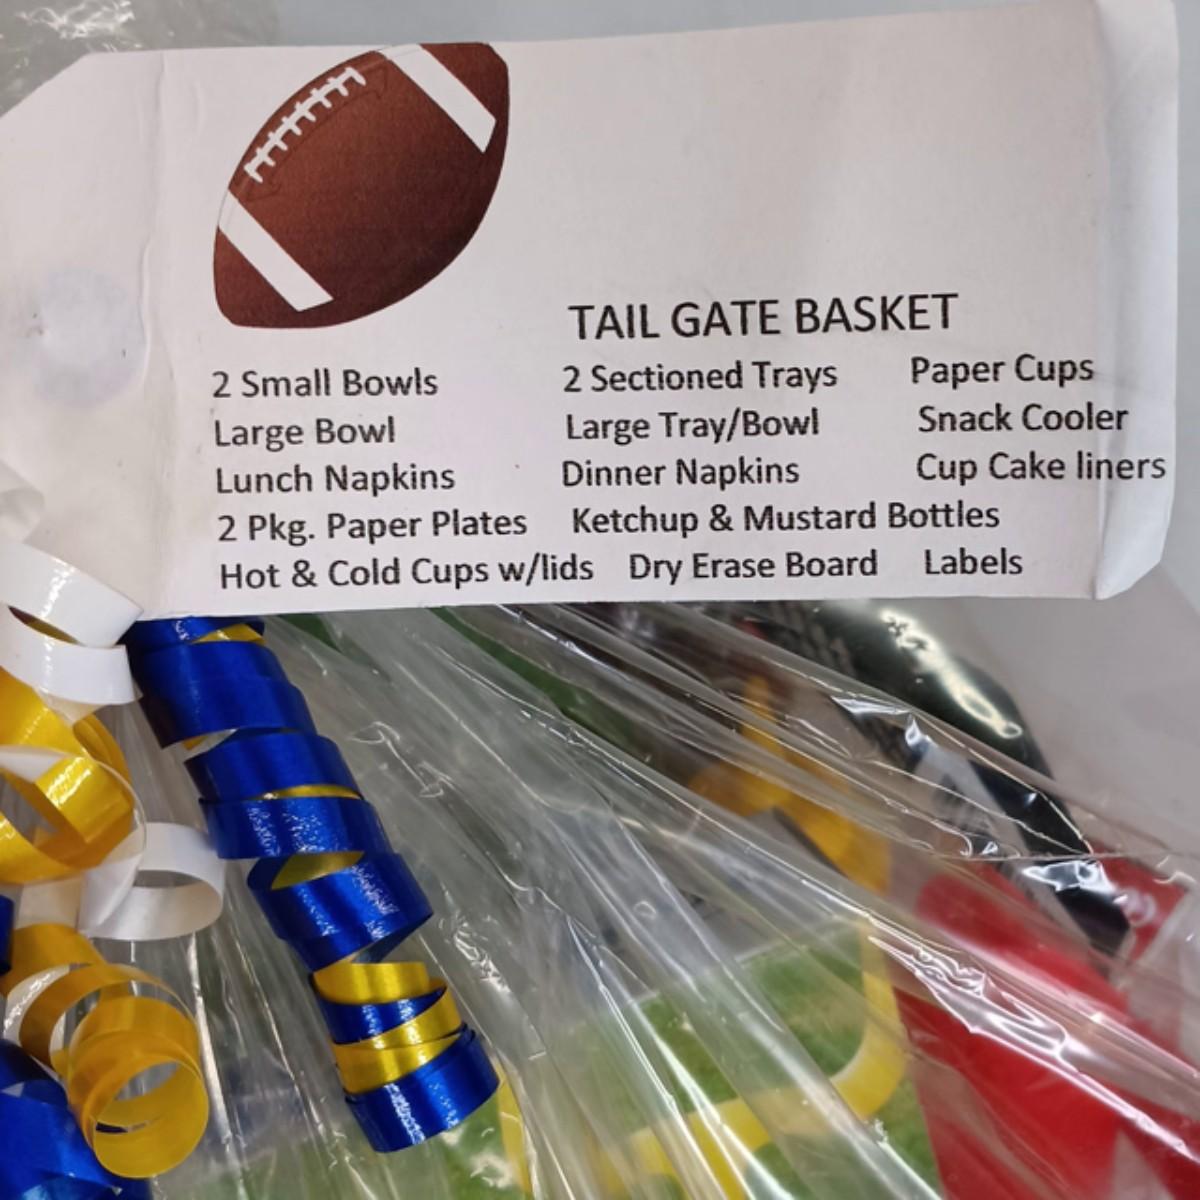 TAIL GATE BASKET
2 Small Bowls 2 Sectioned Trays Paper Cups
Large Bowl Large Tray/Bowl Snack Cooler
Lunch Napkins Dinner Napkins Cup Cake liners
2 Pkg. Paper Plates Ketchup & Mustard Bottles
Hot & Cold Cups w/lids Dry Erase Board Labels